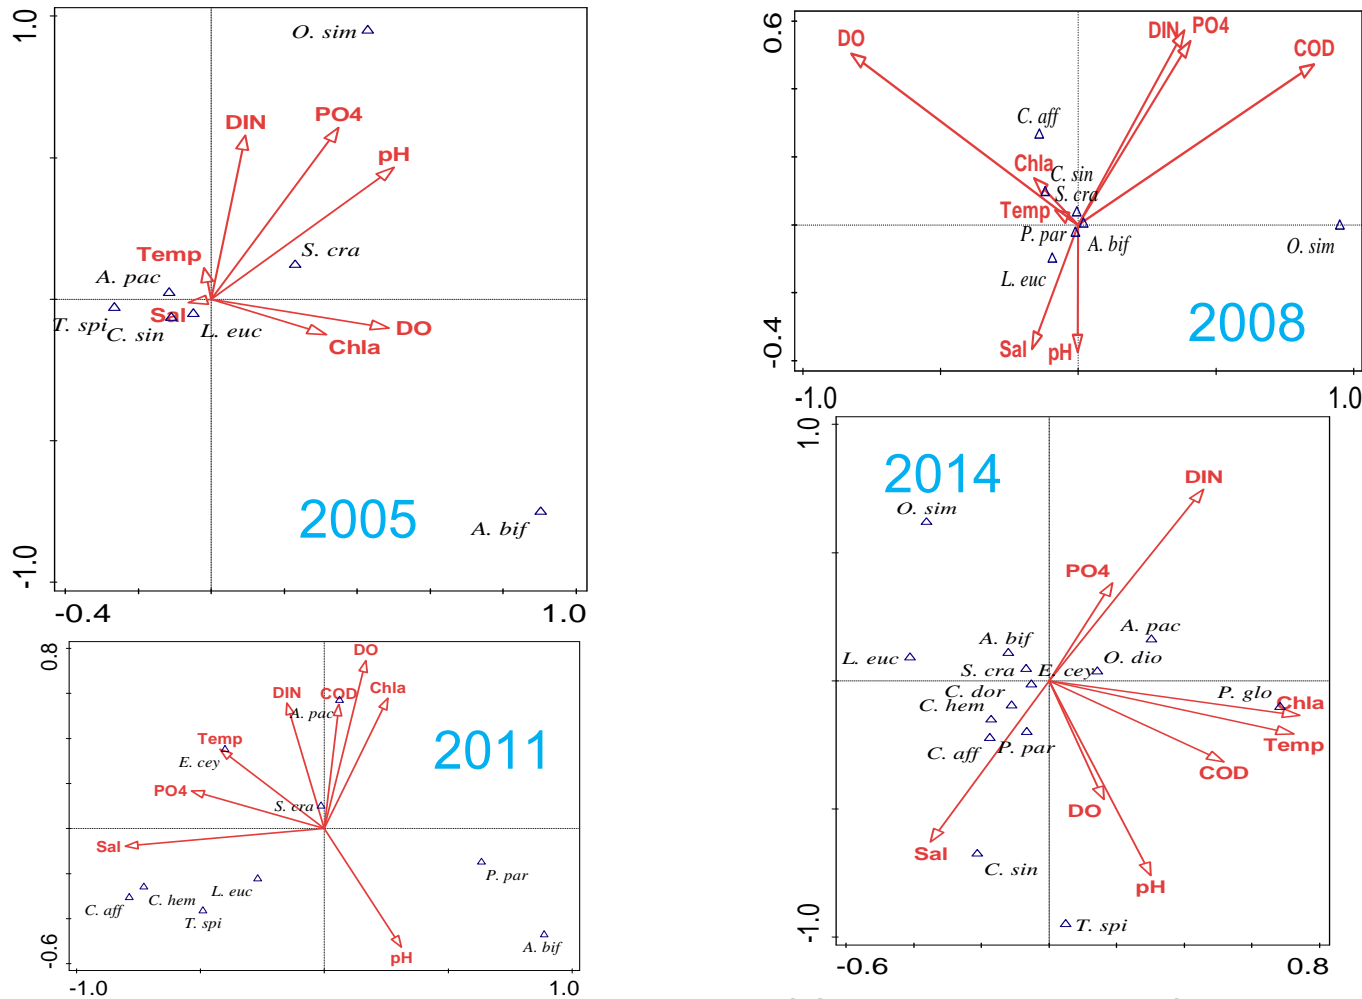 1.0
O. sim
DIN
PO4
pH
Temp
S. cra
A. pac
T. spi
Sal
C. sin
L. euc
DO
Chla
2005
A. bif
-1.0
-0.4
1.0
0.6
DO
DIN
PO4
COD
C. aff
Chla
C. sin
S. cra
Temp
P. par
A. bif
O. sim
L. euc
2008
Sal
pH
-0.4
-1.0
1.0
0.8
DO
DIN
COD
Chla
A. pac
Temp
E. cey
2011
PO4
S. cra
Sal
P. par
C. aff
C. hem
L. euc
T. spi
A. bif
pH
-0.6
-1.0
1.0
1.0
2014
DIN
O. sim
PO4
A. pac
A. bif
L. euc
S. cra
E. cey
O. dio
C. dor
C. hem
P. glo
Chla
C. aff
P. par
Temp
COD
DO
Sal
C. sin
pH
T. spi
-1.0
-0.6
0.8